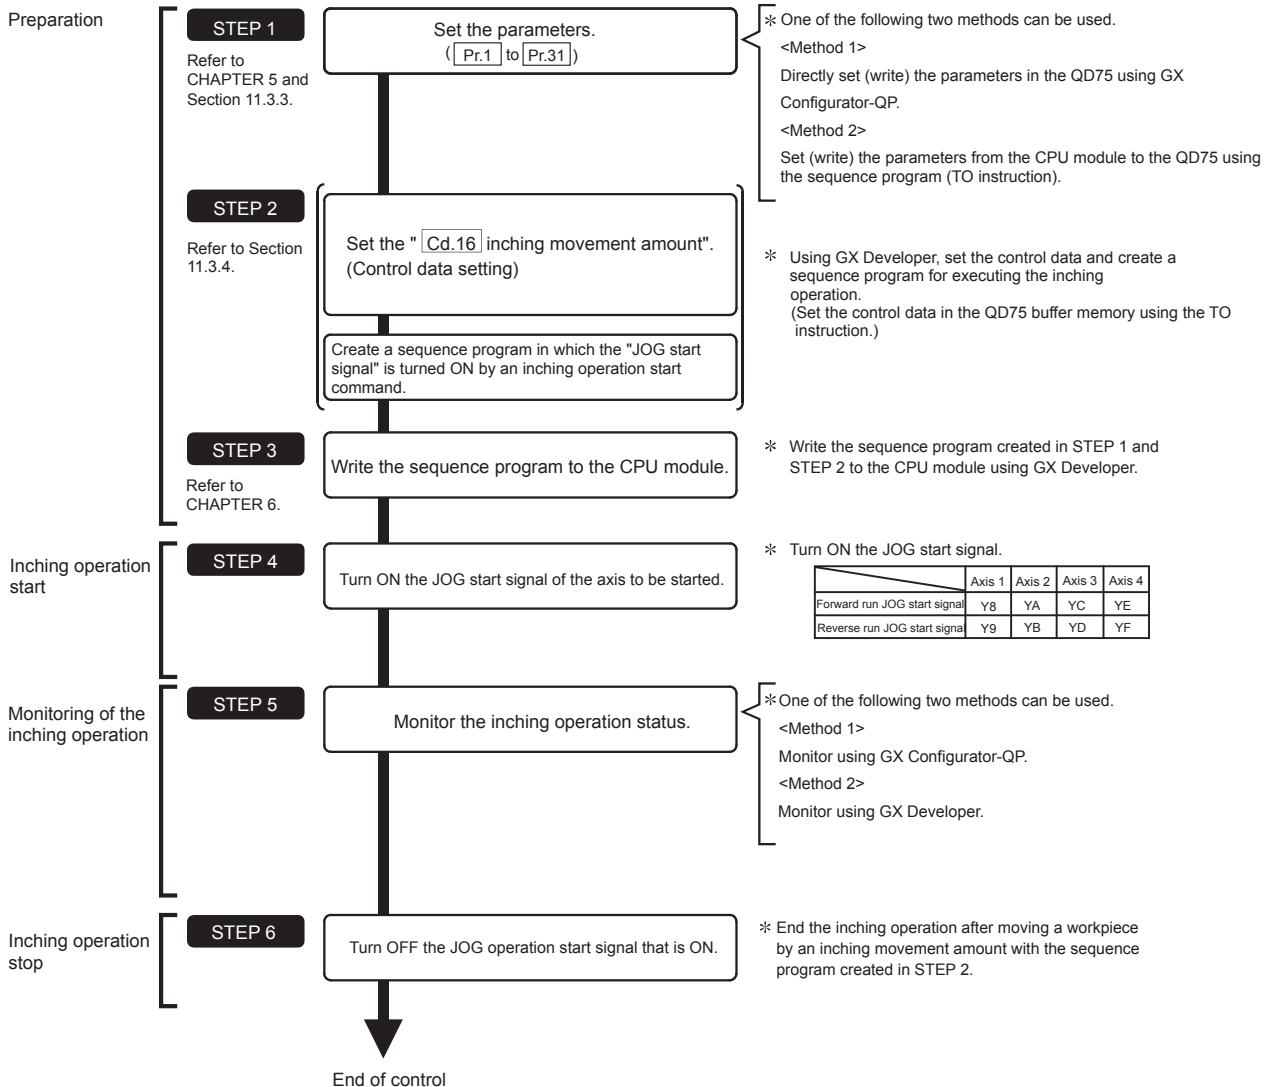 Preparation
STEP 1
Refer to
CHAPTER 5 and
Section 11.3.3.
Set the parameters.
( Pr.1 to Pr.31 )
* One of the following two methods can be used.
<Method 1>
Directly set (write) the parameters in the QD75 using GX
Configurator-QP.
<Method 2>
Set (write) the parameters from the CPU module to the QD75 using
the sequence program (TO instruction).
STEP 2
Refer to Section
11.3.4.
Set the " Cd.16 inching movement amount".
(Control data setting)
Create a sequence program in which the "JOG start
signal" is turned ON by an inching operation start
command.
* Using GX Developer, set the control data and create a
sequence program for executing the inching
operation.
(Set the control data in the QD75 buffer memory using the TO
instruction.)
STEP 3
Refer to
CHAPTER 6.
Write the sequence program to the CPU module.
* Write the sequence program created in STEP 1 and
STEP 2 to the CPU module using GX Developer.
Inching operation
start
STEP 4
Turn ON the JOG start signal of the axis to be started.
* Turn ON the JOG start signal.
Axis 1 Axis 2 Axis 3 Axis 4
Forward run JOG start signal Y8 YA YC YE
Reverse run JOG start signal Y9 YB YD YF
Monitoring of the
inching operation
STEP 5
Monitor the inching operation status.
* One of the following two methods can be used.
<Method 1>
Monitor using GX Configurator-QP.
<Method 2>
Monitor using GX Developer.
Inching operation
stop
STEP 6
Turn OFF the JOG operation start signal that is ON.
* End the inching operation after moving a workpiece
by an inching movement amount with the sequence
program created in STEP 2.
End of control